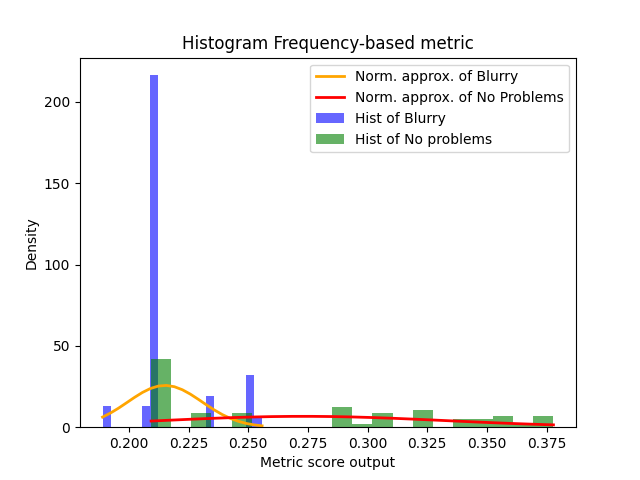 Histogram Frequency-based metric
Norm. approx. of Blurry
Norm. approx. of No Problems
Hist of Blurry
Hist of No problems
200
150
100
50
0
Density
0.200 0.225 0.250 0.275 0.300 0.325 0.350 0.375
Metric score output